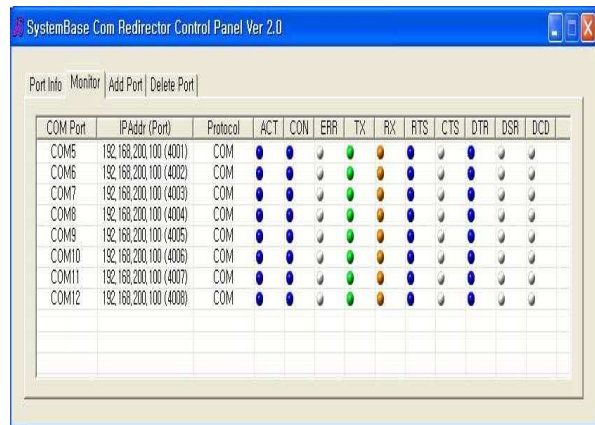 SystemBase Com Redirector Control Panel Ver 2.0
Port Info Monitor Add Port Delete Port
COM Port IPAddr (Port) Protocol ACT CON ERR TX RX RTS CTS DTR DSR DCD
COM5 192,168,200,100 (4001) COM
COM6 192,168,200,100 (4002) COM
COM7 192,168,200,100 (4003) COM
COM8 192,168,200,100 (4004) COM
COM9 192,168,200,100 (4005) COM
COM10 192,168,200,100 (4006) COM
COM11 192,168,200,100 (4007) COM
COM12 192,168,200,100 (4008) COM